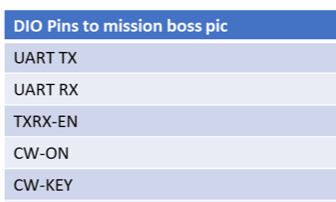 DIO Pins to mission boss pic
UART TX
UART RX
TXRX-EN
CW-ON
CW-KEY